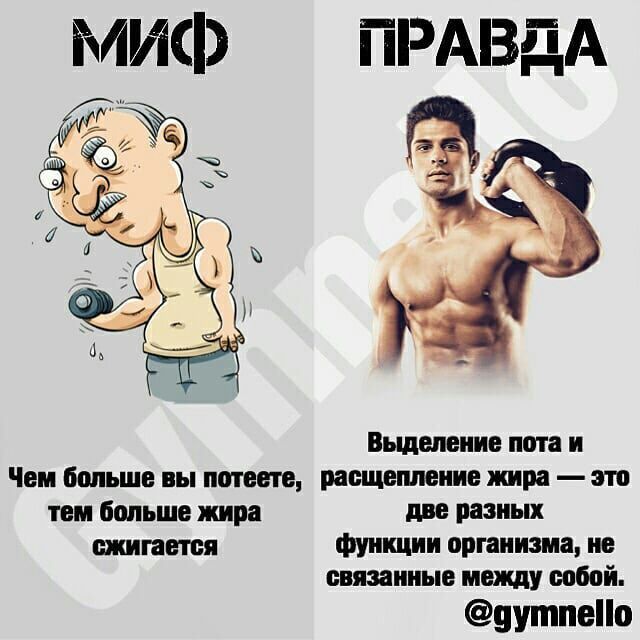 МИФ
ПРАВДА
Чем больше вы потеете,
тем больше жира
сжигается
Выделение пота и
расщепление жира — это
две разных
функции организма, не
связанные между собой.
@gymnello
Gymnello